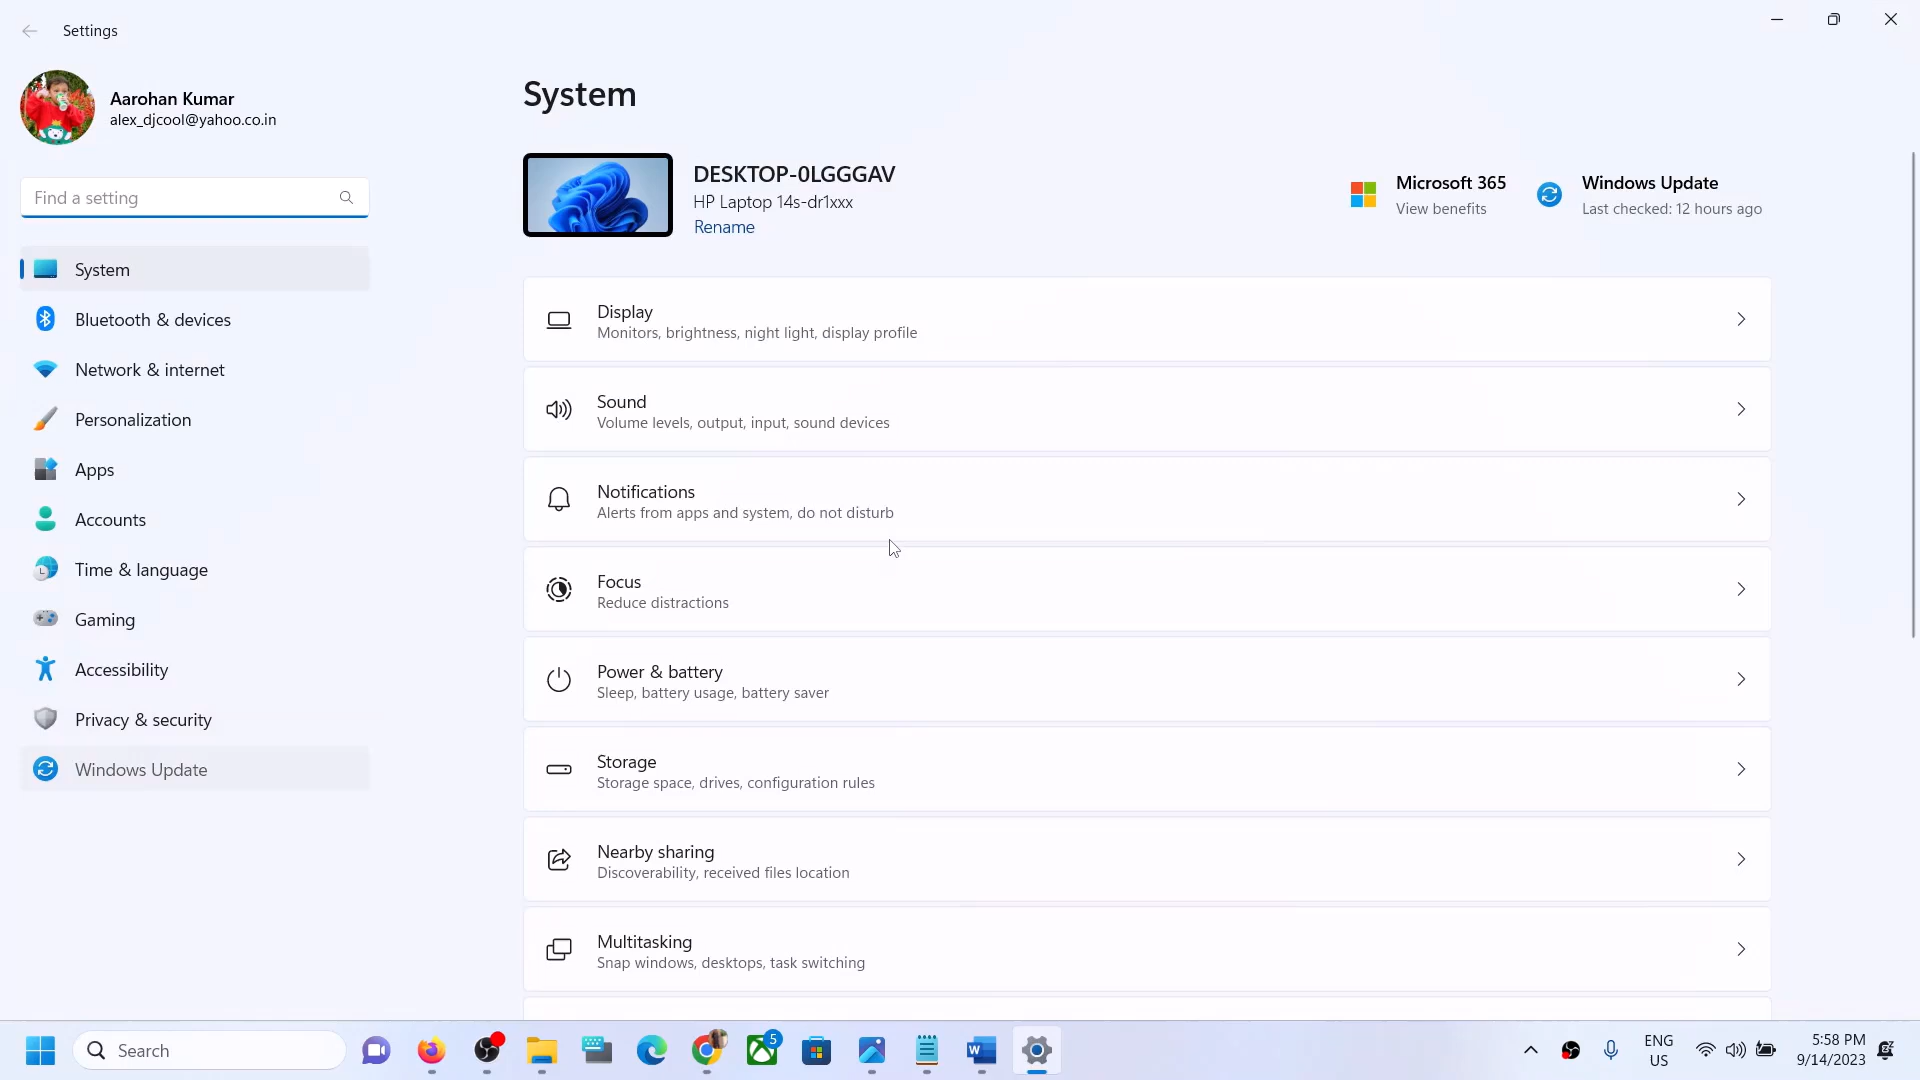 Settings
Aarohan Kumar
alex_djcool@yahoo.co.in
Find a setting
System
Bluetooth & devices
Network & internet
Personalization
Apps
Accounts
Time & language
Gaming
Accessibility
Privacy & security
Windows Update
System
DESKTOP-0LGGGAV
HP Laptop 14s-dr1xxx
Rename
Microsoft 365
View benefits
Windows Update
Last checked: 12 hours ago
Display
Monitors, brightness, night light, display profile
Sound
Volume levels, output, input, sound devices
Notifications
Alerts from apps and system, do not disturb
Focus
Reduce distractions
Power & battery
Sleep, battery usage, battery saver
Storage
Storage space, drives, configuration rules
Nearby sharing
Discoverability, received files location
Multitasking
Snap windows, desktops, task switching
Search
5
ENG
US
5:58 PM
9/14/2023